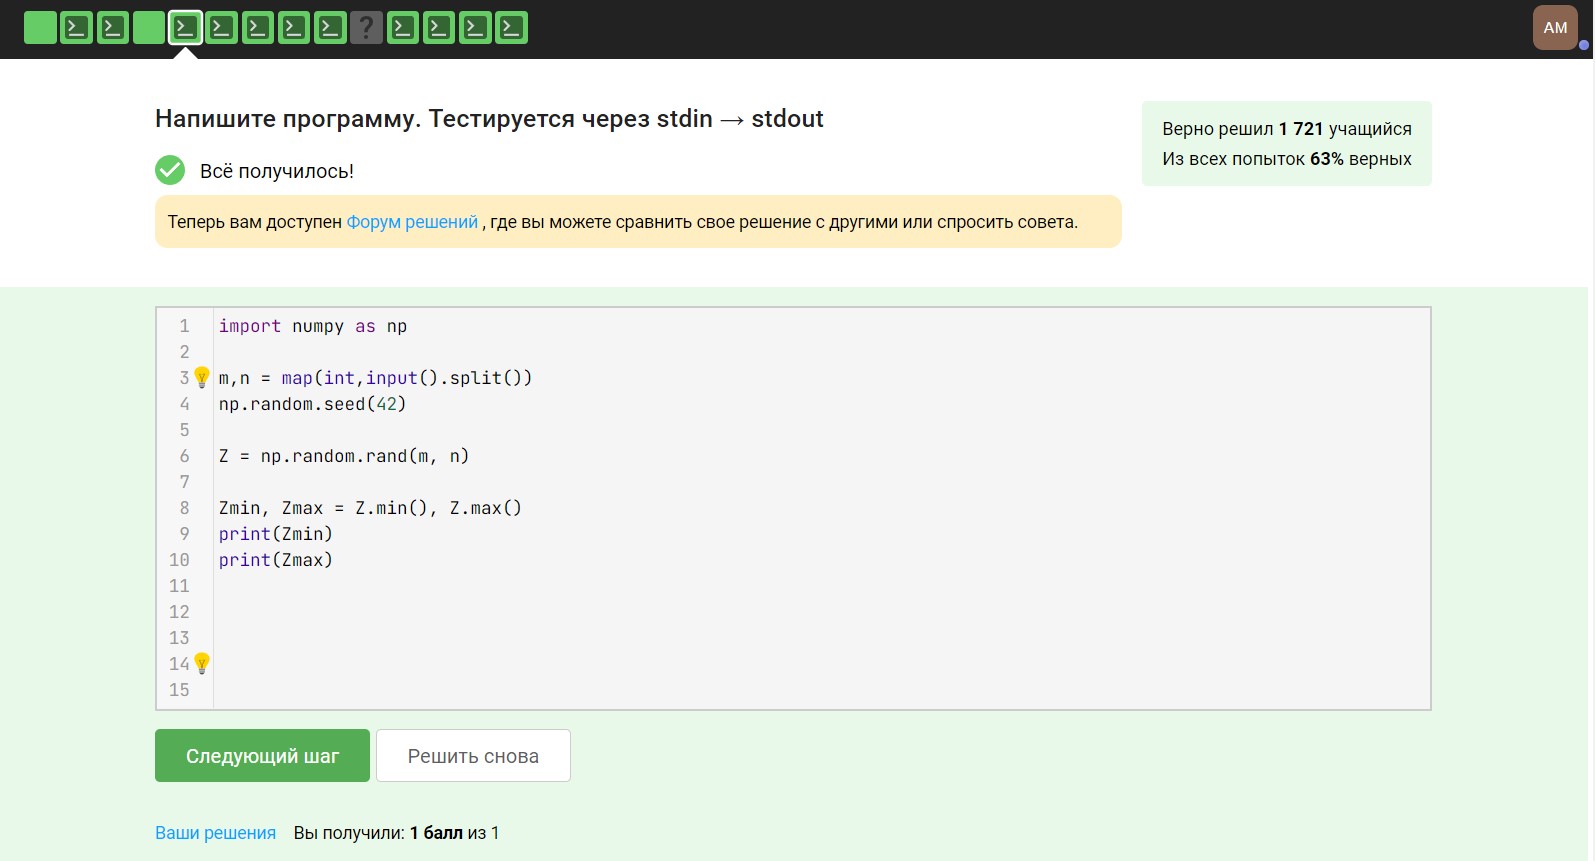 AM
Напишите программу. Тестируется через stdin → stdout
Верно решил 1 721 учащийся
Из всех попыток 63% верных
Всё получилось!
Теперь вам доступен Форум решений , где вы можете сравнить свое решение с другими или спросить совета.
1 import numpy as np
2
3 m,n = map(int,input().split())
4 np.random.seed(42)
5
6 Z = np.random.rand(m, n)
7
8 Zmin, Zmax = Z.min(), Z.max()
9 print(Zmin)
10 print(Zmax)
11
12
13
14
15
Следующий шаг
Решить снова
Ваши решения Вы получили: 1 балл из 1